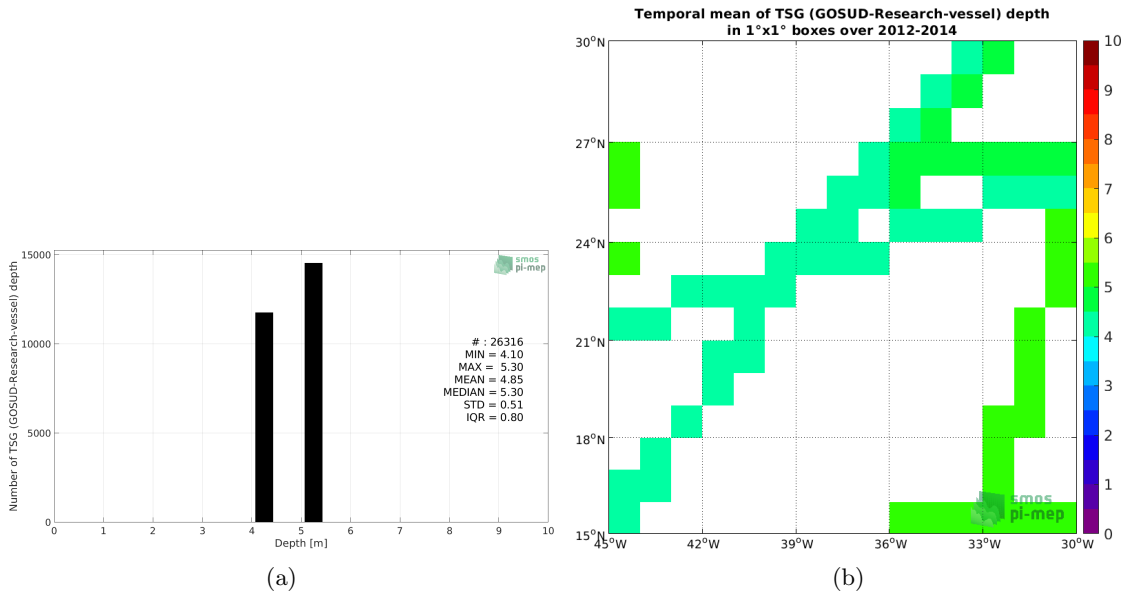 Temporal mean of TSG (GOSUD-Research-vessel) depth
in 1°x1° boxes over 2012-2014
Number of TSG (GOSUD-Research-vessel) depth
15000
10000
5000
0
smos
pi-mep
# : 26316
MIN = 4.10
MAX = 5.30
MEAN = 4.85
MEDIAN = 5.30
STD = 0.51
IQR = 0.80
0 1 2 3 4 5 6 7 8 9 10
Depth [m]
(a)
30°N
27°N
24°N
21°N
18°N
15°N
45°W 42°W 39°W 36°W 33°W 30°W
smos
pi-mep
10
9
8
7
6
5
4
3
2
1
0
(b)